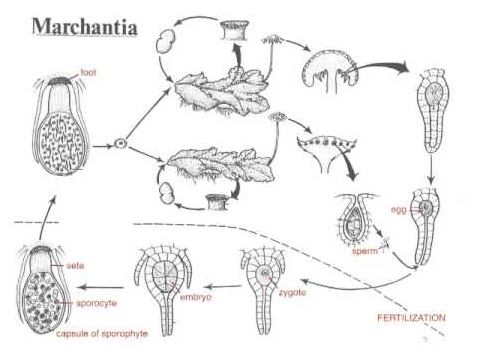 Marchantia
foot
egg
sperm
seta
sporocyte
embryo
zygote
capsule of sporophyte
FERTILIZATION